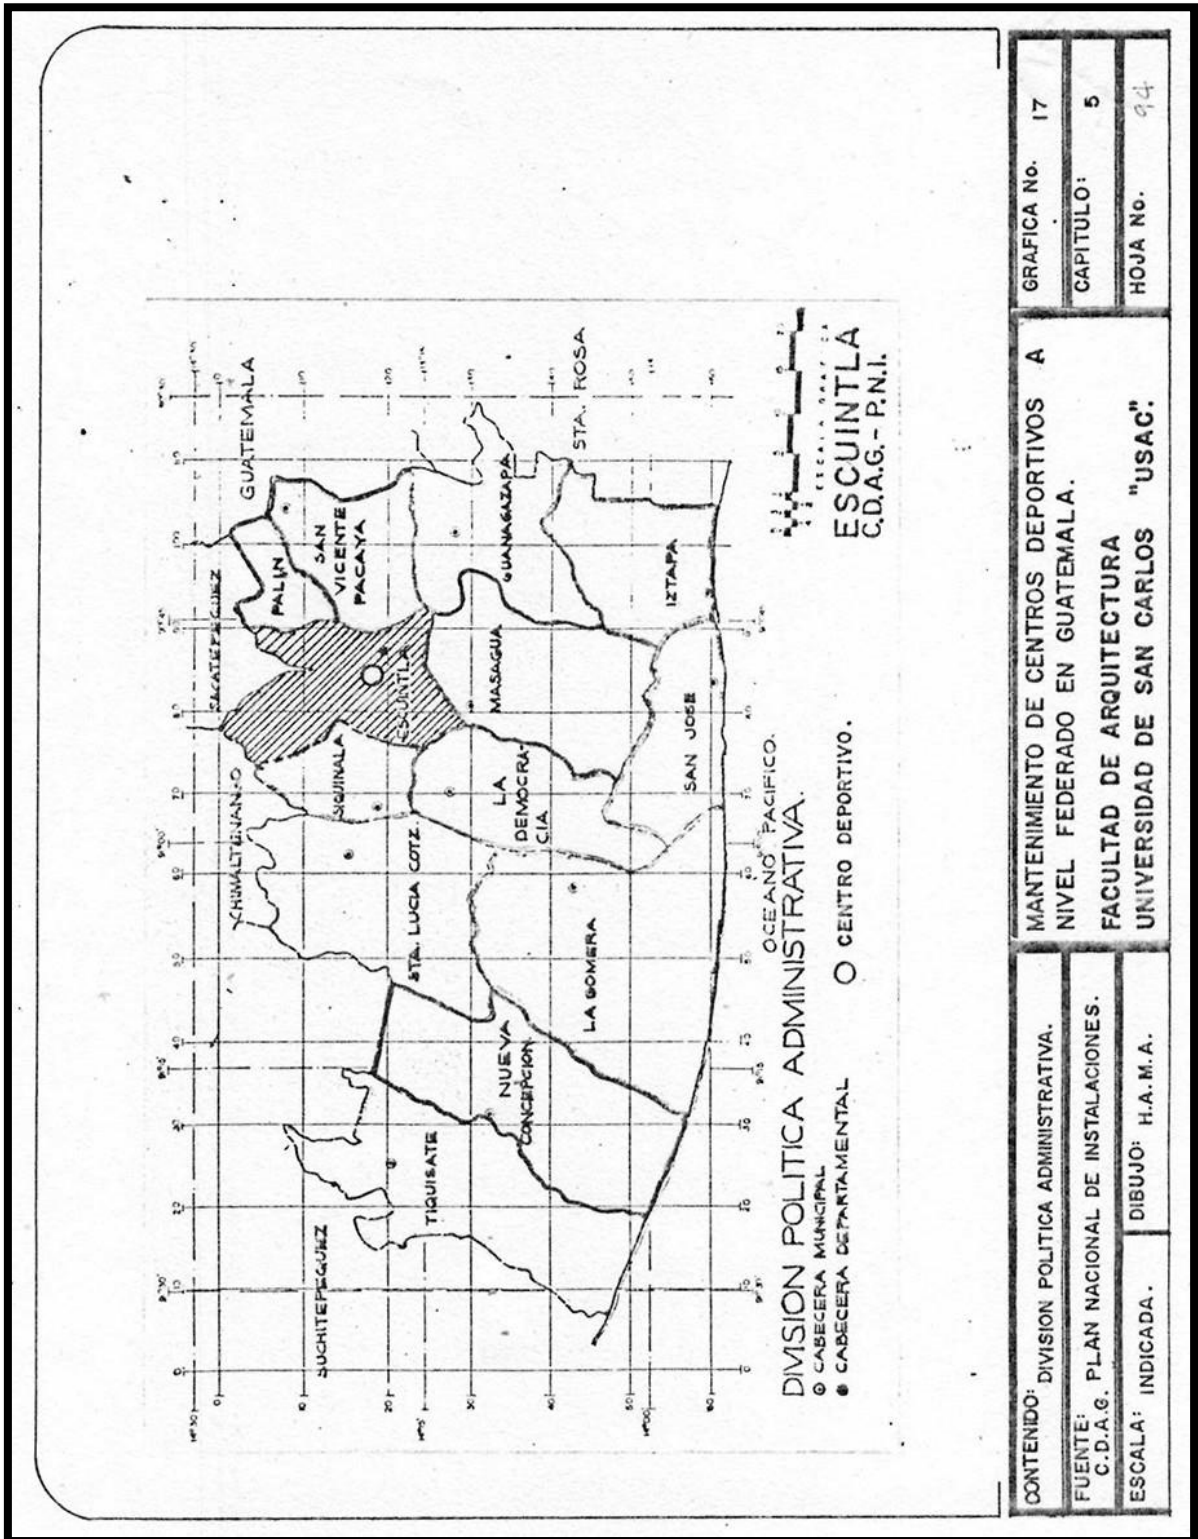 SUCHITEPEQUEZ
CHIMALTENANGO
SACATEPEQUEZ
GUATEMALA
STA. ROSA
PALIN
SAN
VICENTE
PACAYA
ESCUINTLA
SIQUINALA
STA. LUCIA COTZ.
TIQUISATE
NUEVA
CONCEPCION
LA GOMERA
LA
DEMOCRA-
CIA
MASAGUA
GUANAGAZAPA
SAN JOSE
IZTAPA
OCEANO PACIFICO.
DIVISION POLITICA ADMINISTRATIVA.
CABECERA MUNICIPAL
CABECERA DEPARTAMENTAL
CENTRO DEPORTIVO.
ESCALA GRAFICA
ESCUINTLA
C.D.A.G.- P.N.I.
CONTENIDO: DIVISION POLITICA ADMINISTRATIVA.
FUENTE:
C.D.A.G. PLAN NACIONAL DE INSTALACIONES.
ESCALA: INDICADA.
DIBUJO: H.A.M.A.
MANTENIMIENTO DE CENTROS DEPORTIVOS A
NIVEL FEDERADO EN GUATEMALA.
FACULTAD DE ARQUITECTURA
UNIVERSIDAD DE SAN CARLOS "USAC".
GRAFICA No. 17
CAPITULO: 5
HOJA No. 94